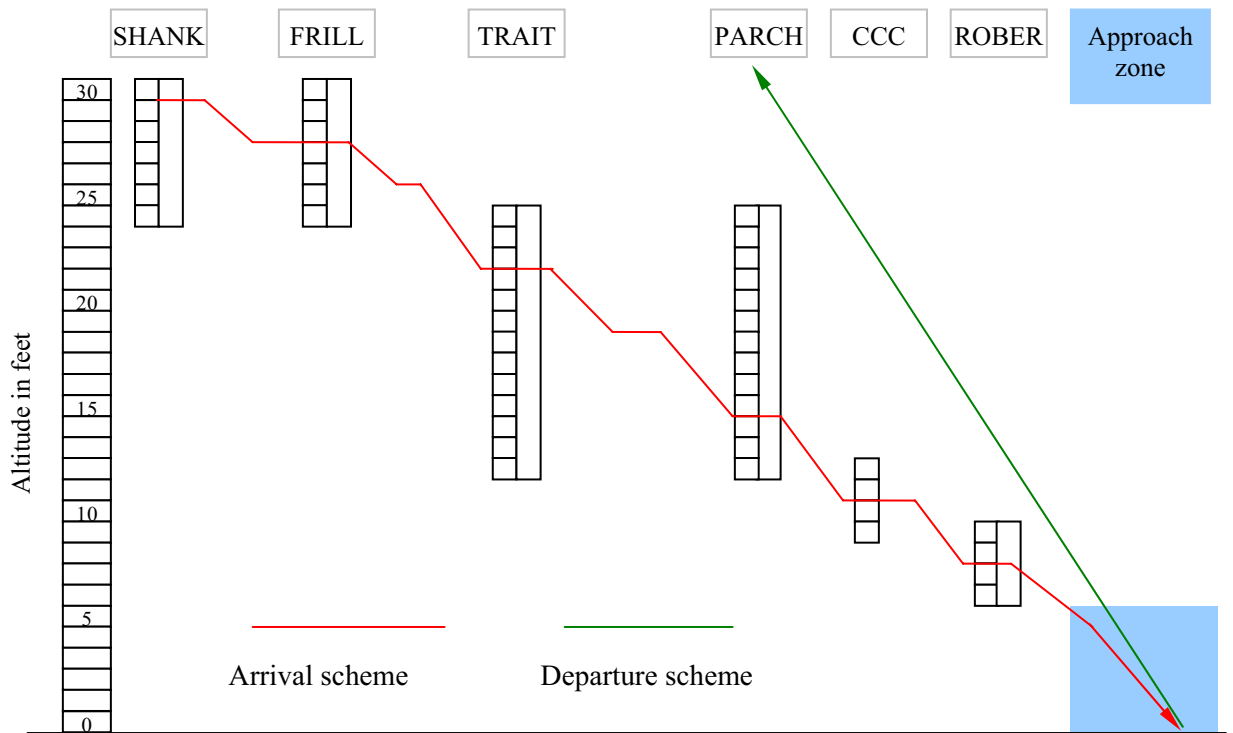 SHANK
FRILL
TRAIT
PARCH
CCC
ROBER
Approach
zone
30
25
20
15
10
5
0
Altitude in feet
Arrival scheme
Departure scheme